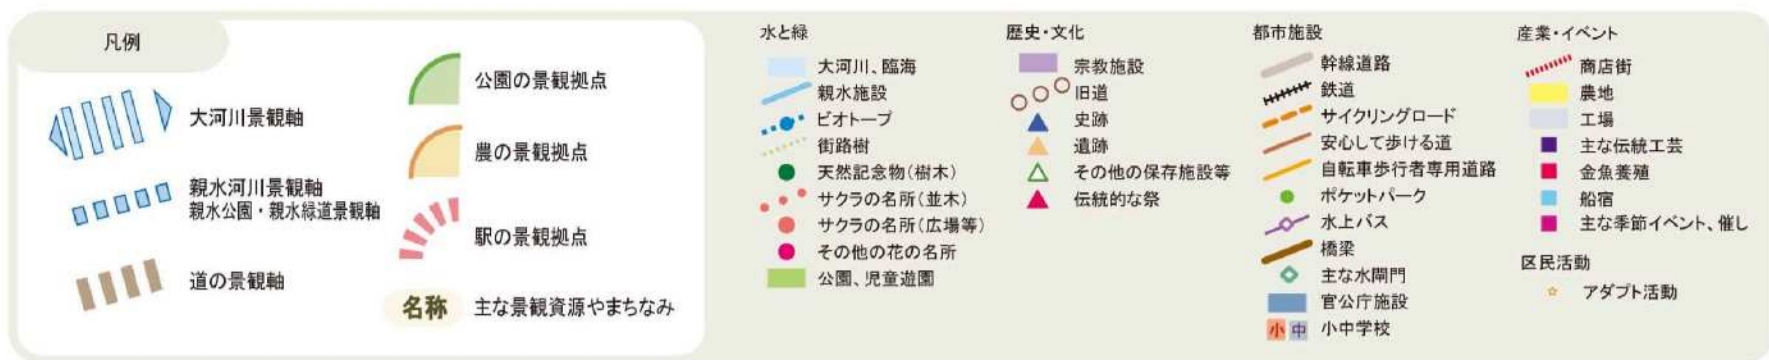 凡例
大河川景観軸
親水河川景観軸
親水公園・親水緑道景観軸
道の景観軸
公園の景観拠点
農の景観拠点
駅の景観拠点
名称 主な景観資源やまちなみ
水と緑
大河川、臨海
親水施設
ビオトープ
街路樹
天然記念物(樹木)
サクラの名所(並木)
サクラの名所(広場等)
その他の花の名所
公園、児童遊園
歴史・文化
宗教施設
旧道
史跡
遺跡
その他の保存施設等
伝統的な祭
都市施設
幹線道路
鉄道
サイクリングロード
安心して歩ける道
自転車歩行者専用道路
ポケットパーク
水上バス
橋梁
主な水閘門
官公庁施設
小 中 小中学校
産業・イベント
商店街
農地
工場
主な伝統工芸
金魚養殖
船宿
主な季節イベント、催し
区民活動
アダプト活動